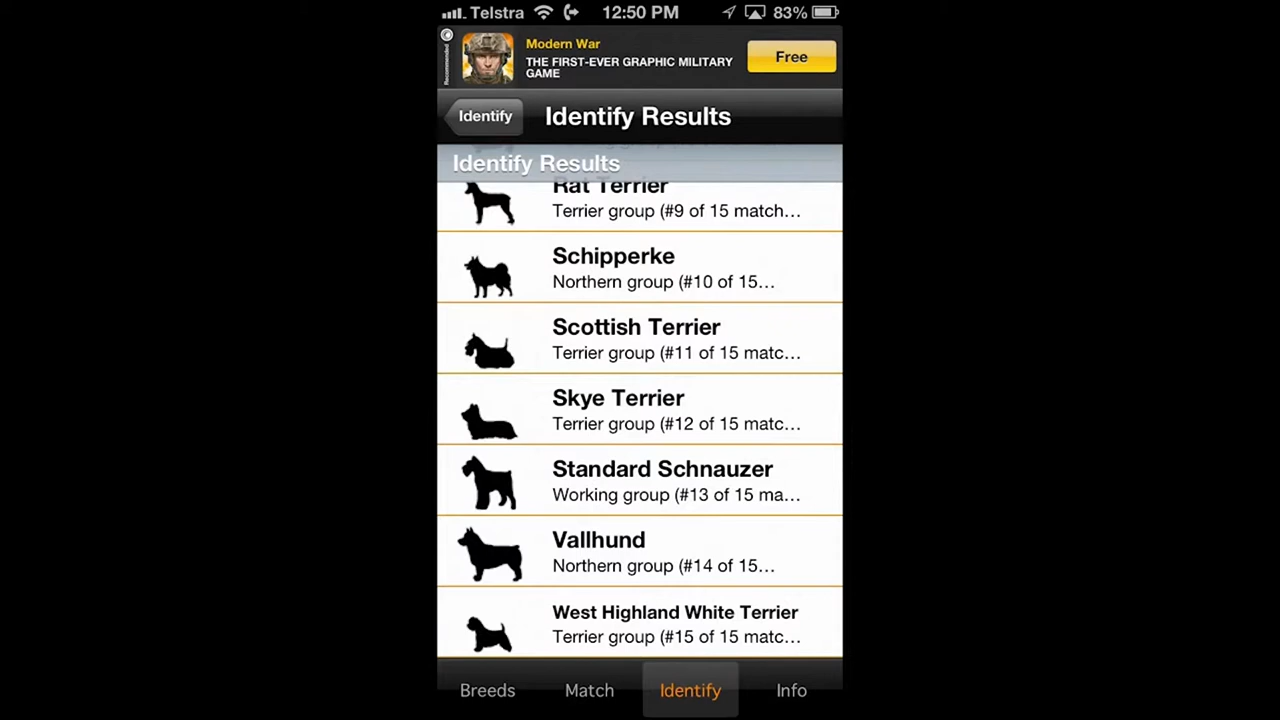 Telstra 12:50 PM 83%
Recommended
Modern War
THE FIRST-EVER GRAPHIC MILITARY
GAME
Free
Identify Identify Results
Identify Results
Rat Terrier
Terrier group (#9 of 15 match…
Schipperke
Northern group (#10 of 15…
Scottish Terrier
Terrier group (#11 of 15 matc…
Skye Terrier
Terrier group (#12 of 15 matc…
Standard Schnauzer
Working group (#13 of 15 ma…
Vallhund
Northern group (#14 of 15…
West Highland White Terrier
Terrier group (#15 of 15 matc…
Breeds Match Identify Info